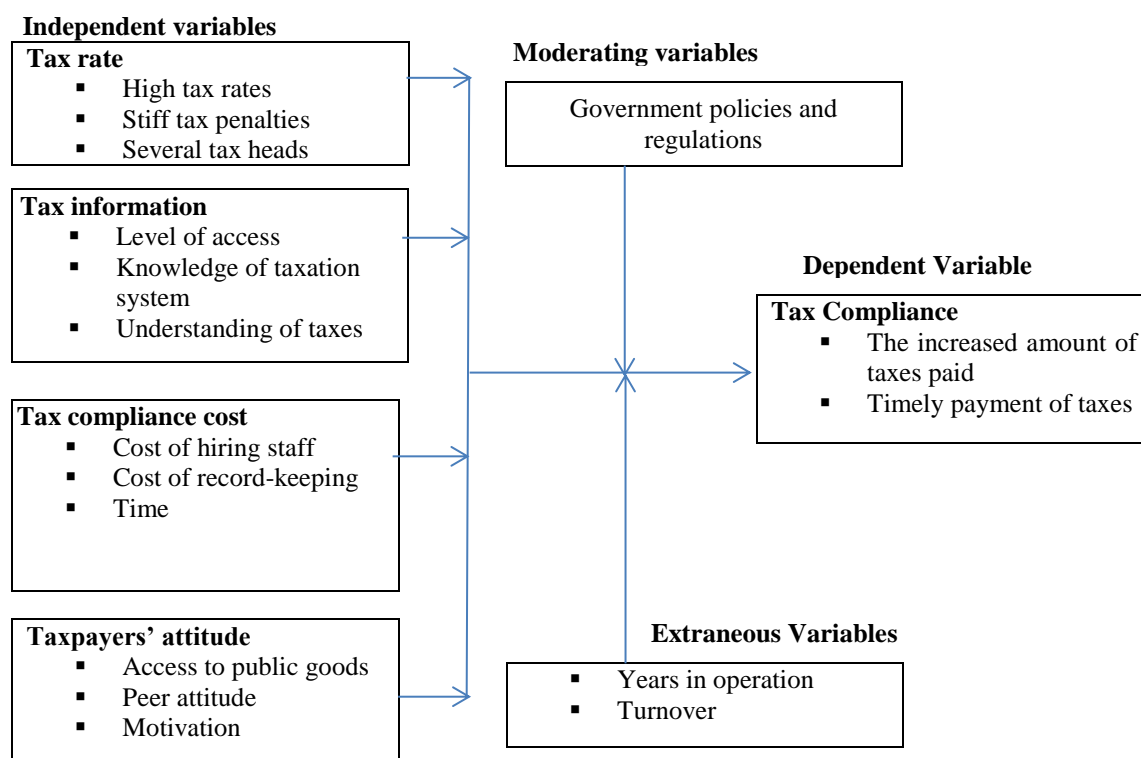 Independent variables
Tax rate
▪ High tax rates
▪ Stiff tax penalties
▪ Several tax heads
Tax information
▪ Level of access
▪ Knowledge of taxation
system
▪ Understanding of taxes
Tax compliance cost
▪ Cost of hiring staff
▪ Cost of record-keeping
▪ Time
Taxpayers’ attitude
▪ Access to public goods
▪ Peer attitude
▪ Motivation
Moderating variables
Government policies and
regulations
Dependent Variable
Tax Compliance
▪ The increased amount of
taxes paid
▪ Timely payment of taxes
Extraneous Variables
▪ Years in operation
▪ Turnover